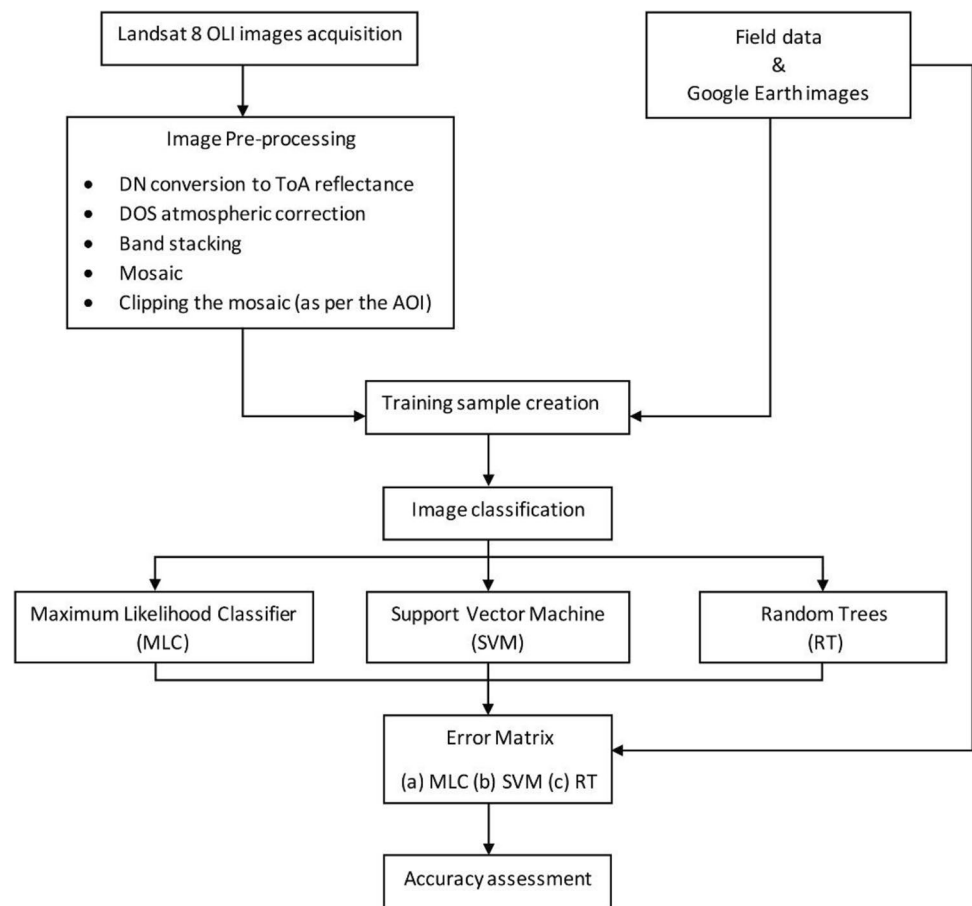 Landsat 8 OLI images acquisition
Field data
&
Google Earth images
Image Pre-processing
• DN conversion to ToA reflectance
• DOS atmospheric correction
• Band stacking
• Mosaic
• Clipping the mosaic (as per the AOI)
Training sample creation
Image classification
Maximum Likelihood Classifier
(MLC)
Support Vector Machine
(SVM)
Random Trees
(RT)
Error Matrix
(a) MLC (b) SVM (c) RT
Accuracy assessment